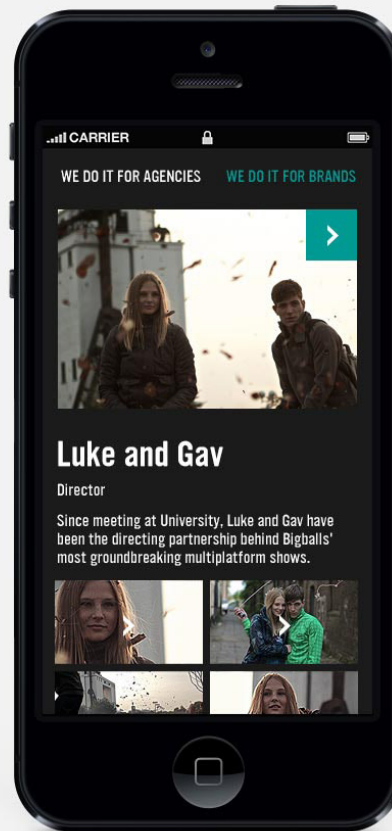 CARRIER
WE DO IT FOR AGENCIES WE DO IT FOR BRANDS
Luke and Gav
Director
Since meeting at University, Luke and Gav have
been the directing partnership behind Bigballs'
most groundbreaking multiplatform shows.